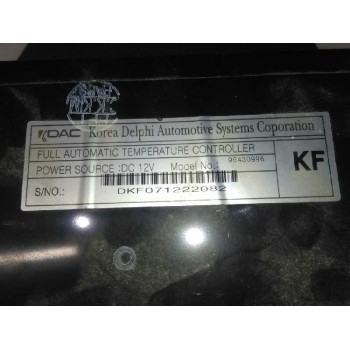 KDAC Korea Delphi Automotive Systems Coporation
FULL AUTOMATIC TEMPERATURE CONTROLLER
POWER SOURCE :DC 12V Model No.: 96430996
KF
S/NO.: DKF071222082